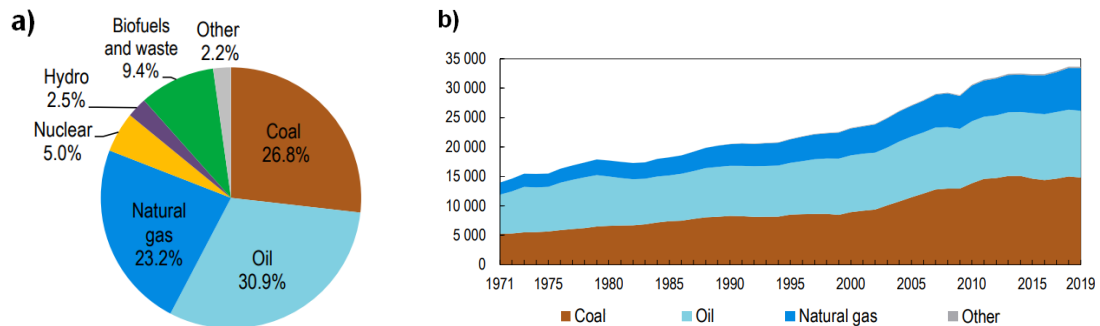 a)
Biofuels
and waste
9.4%
Other
2.2%
Hydro
2.5%
Nuclear
5.0%
Coal
26.8%
Natural
gas
23.2%
Oil
30.9%
b)
35 000
30 000
25 000
20 000
15 000
10 000
5 000
0
1971 1975 1980 1985 1990 1995 2000 2005 2010 2015 2019
Coal Oil Natural gas Other